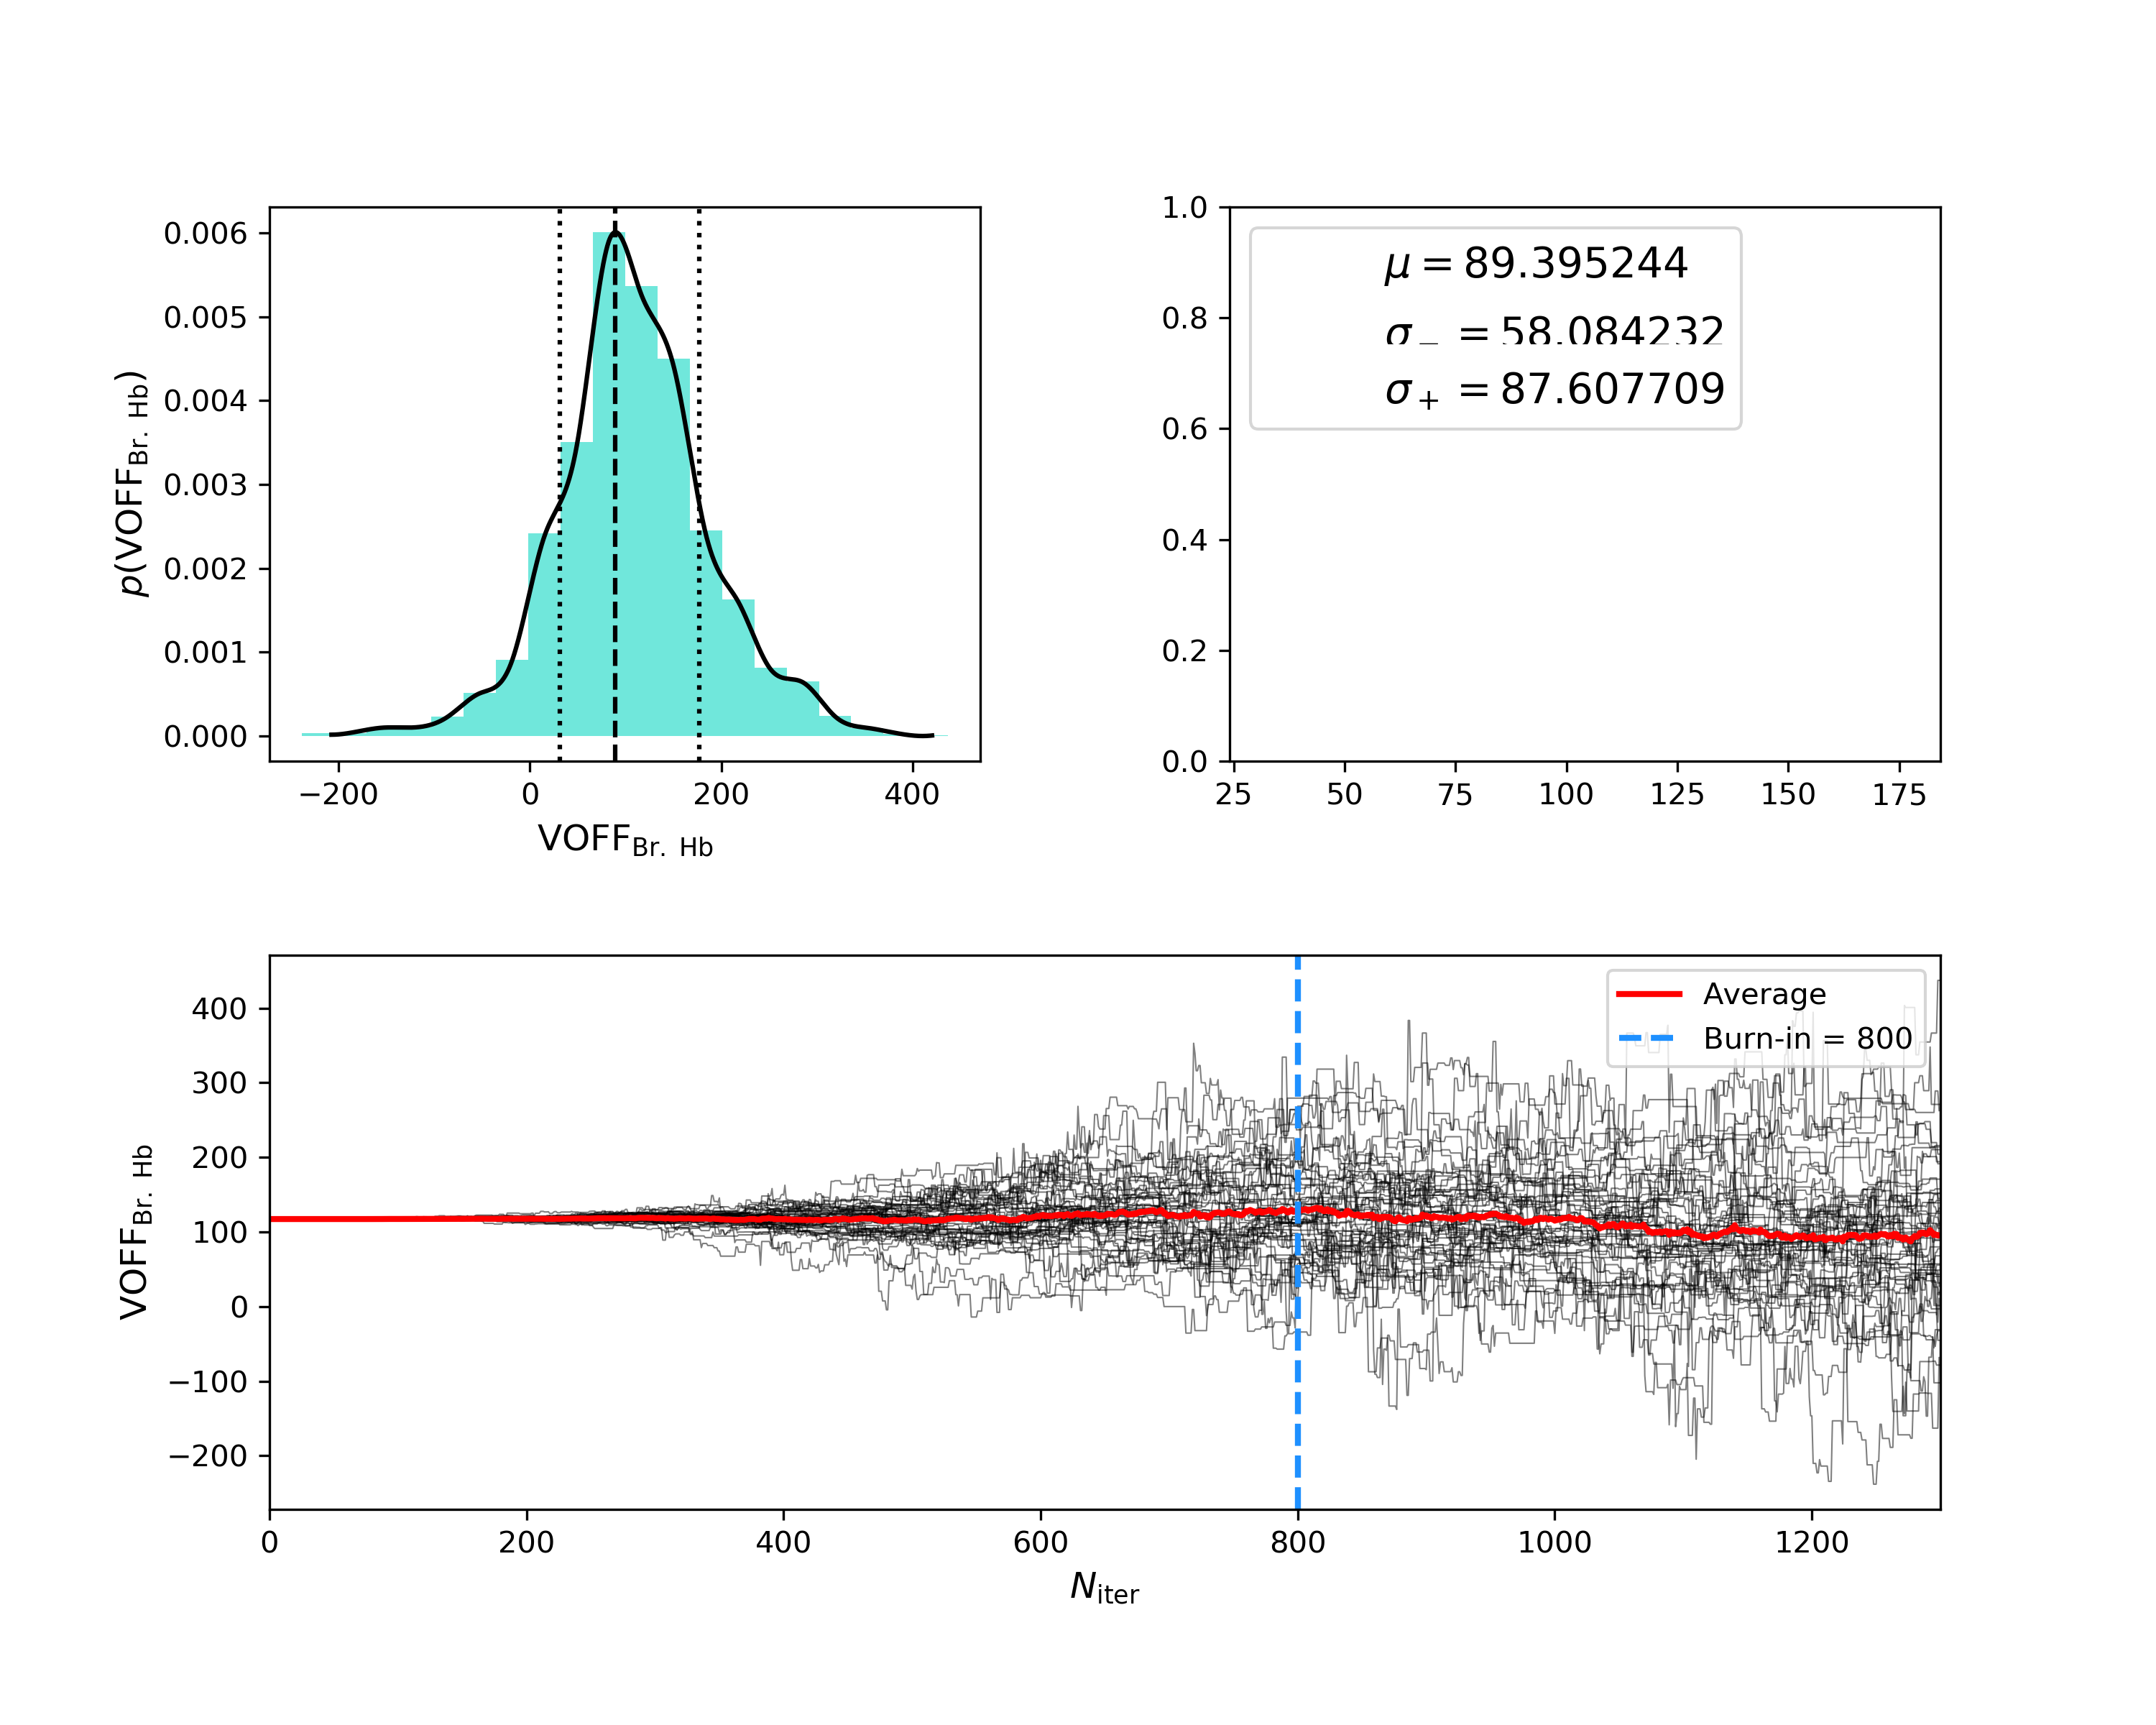 0.006
0.005
0.004
0.003
0.002
0.001
0.000
p(VOFF_Br. Hb)
−200 0 200 400
VOFF_Br. Hb
1.0
0.8
0.6
0.4
0.2
0.0
μ = 89.395244
σ_− = 58.084232
σ_+ = 87.607709
25 50 75 100 125 150 175
400
300
200
100
0
−100
−200
VOFF_Br. Hb
Average
Burn-in = 800
0 200 400 600 800 1000 1200
N_iter